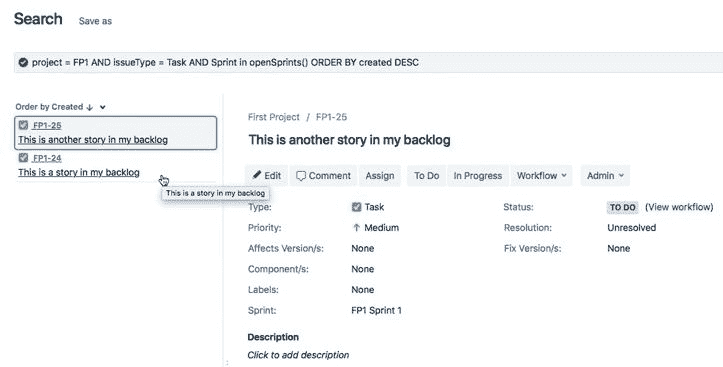 Search Save as
project = FP1 AND issueType = Task AND Sprint in openSprints() ORDER BY created DESC
Order by Created
FP1-25
This is another story in my backlog
FP1-24
This is a story in my backlog
This is a story in my backlog
First Project / FP1-25
This is another story in my backlog
Edit Comment Assign To Do In Progress Workflow Admin
Type: Task Status: TO DO (View workflow)
Priority: Medium Resolution: Unresolved
Affects Version/s: None Fix Version/s: None
Component/s: None
Labels: None
Sprint: FP1 Sprint 1
Description
Click to add description